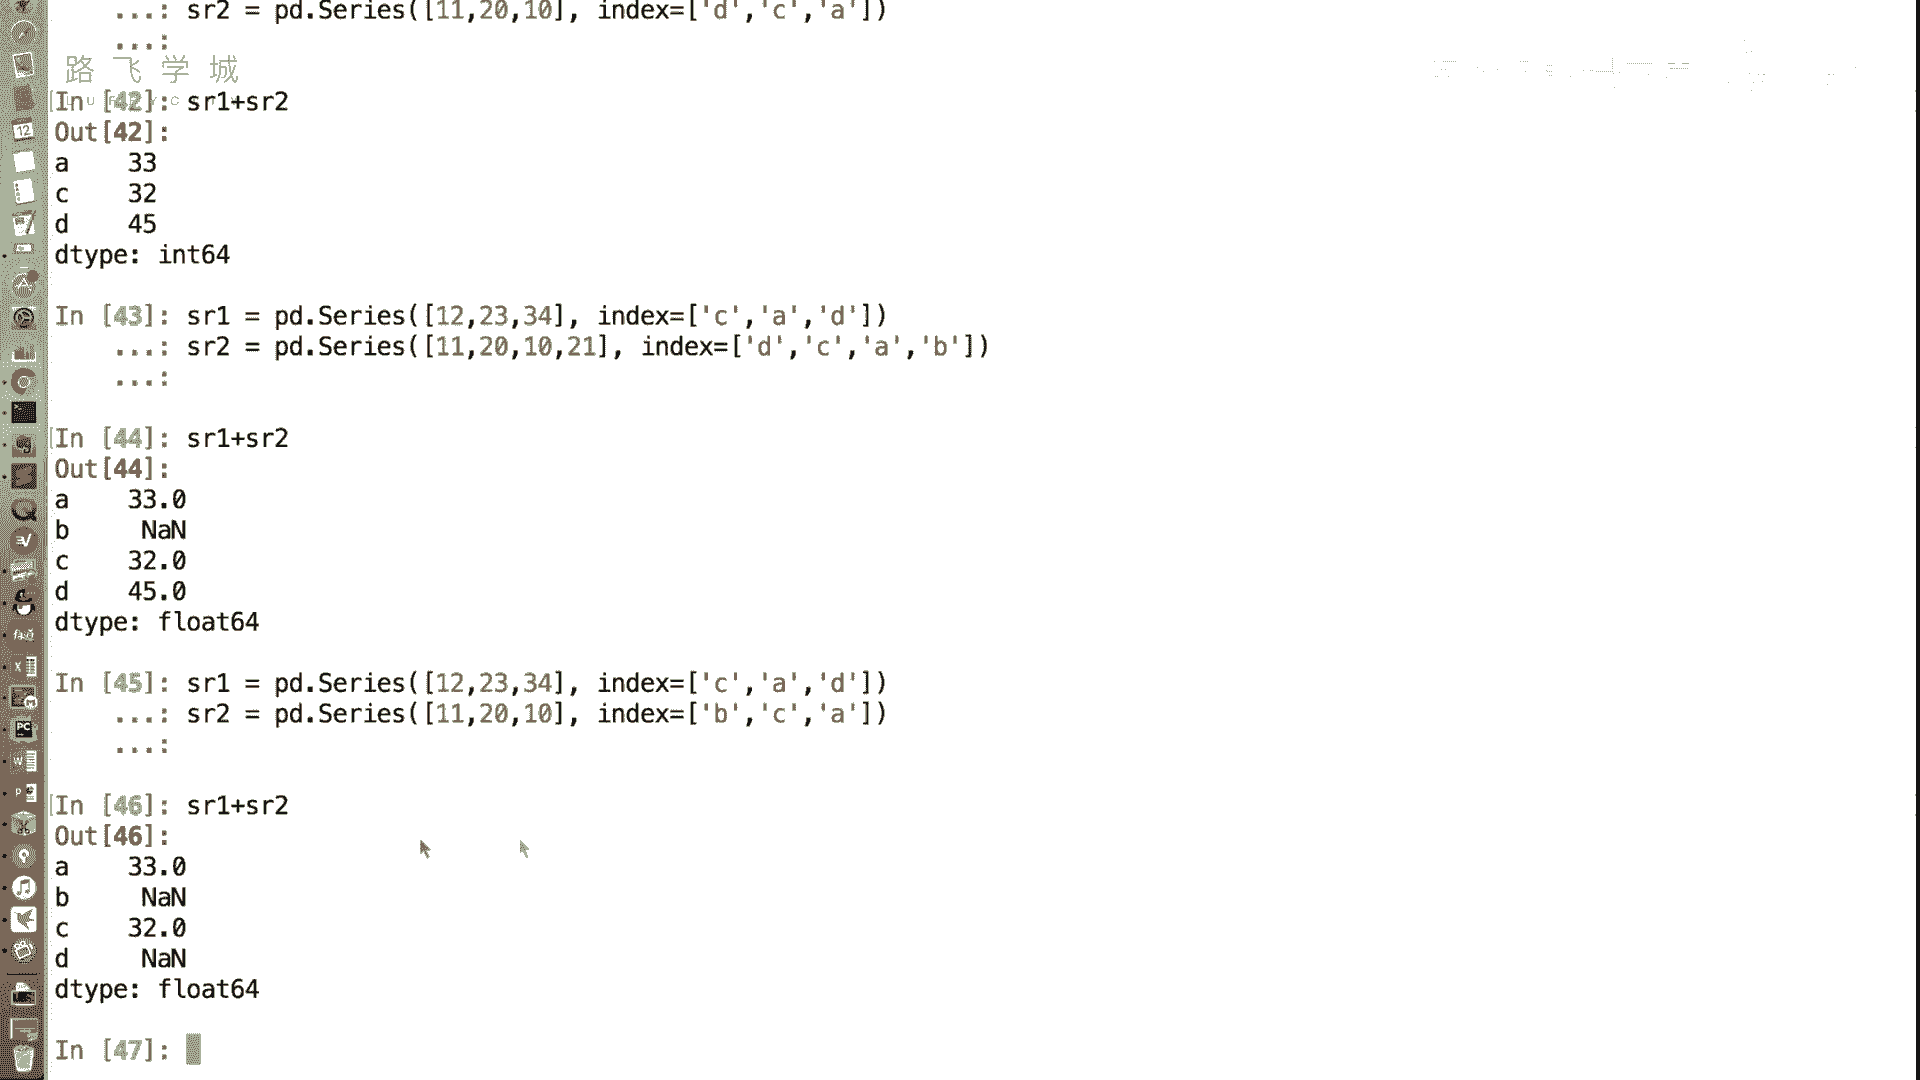 ...: sr2 = pd.Series([11,20,10], index=['d','c','a'])
...:
路飞学城
In [42]: sr1+sr2
Out[42]:
a    33
c    32
d    45
dtype: int64
In [43]: sr1 = pd.Series([12,23,34], index=['c','a','d'])
...: sr2 = pd.Series([11,20,10,21], index=['d','c','a','b'])
...:
In [44]: sr1+sr2
Out[44]:
a    33.0
b     NaN
c    32.0
d    45.0
dtype: float64
In [45]: sr1 = pd.Series([12,23,34], index=['c','a','d'])
...: sr2 = pd.Series([11,20,10], index=['b','c','a'])
...:
In [46]: sr1+sr2
Out[46]:
a    33.0
b     NaN
c    32.0
d     NaN
dtype: float64
In [47]: